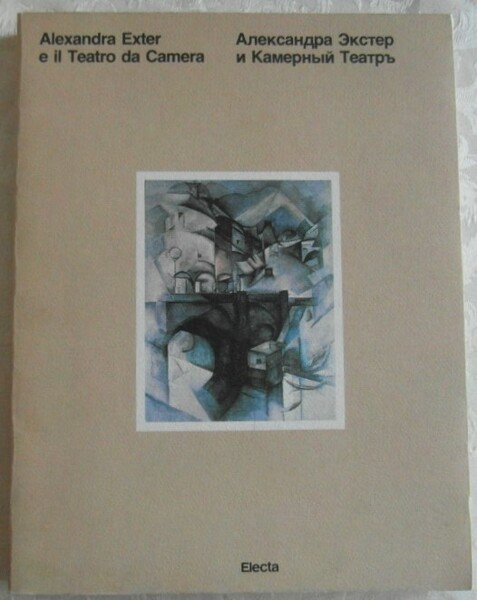 Alexandra Exter
e il Teatro da Camera
Александра Экстер
и Камерный Театръ
Electa